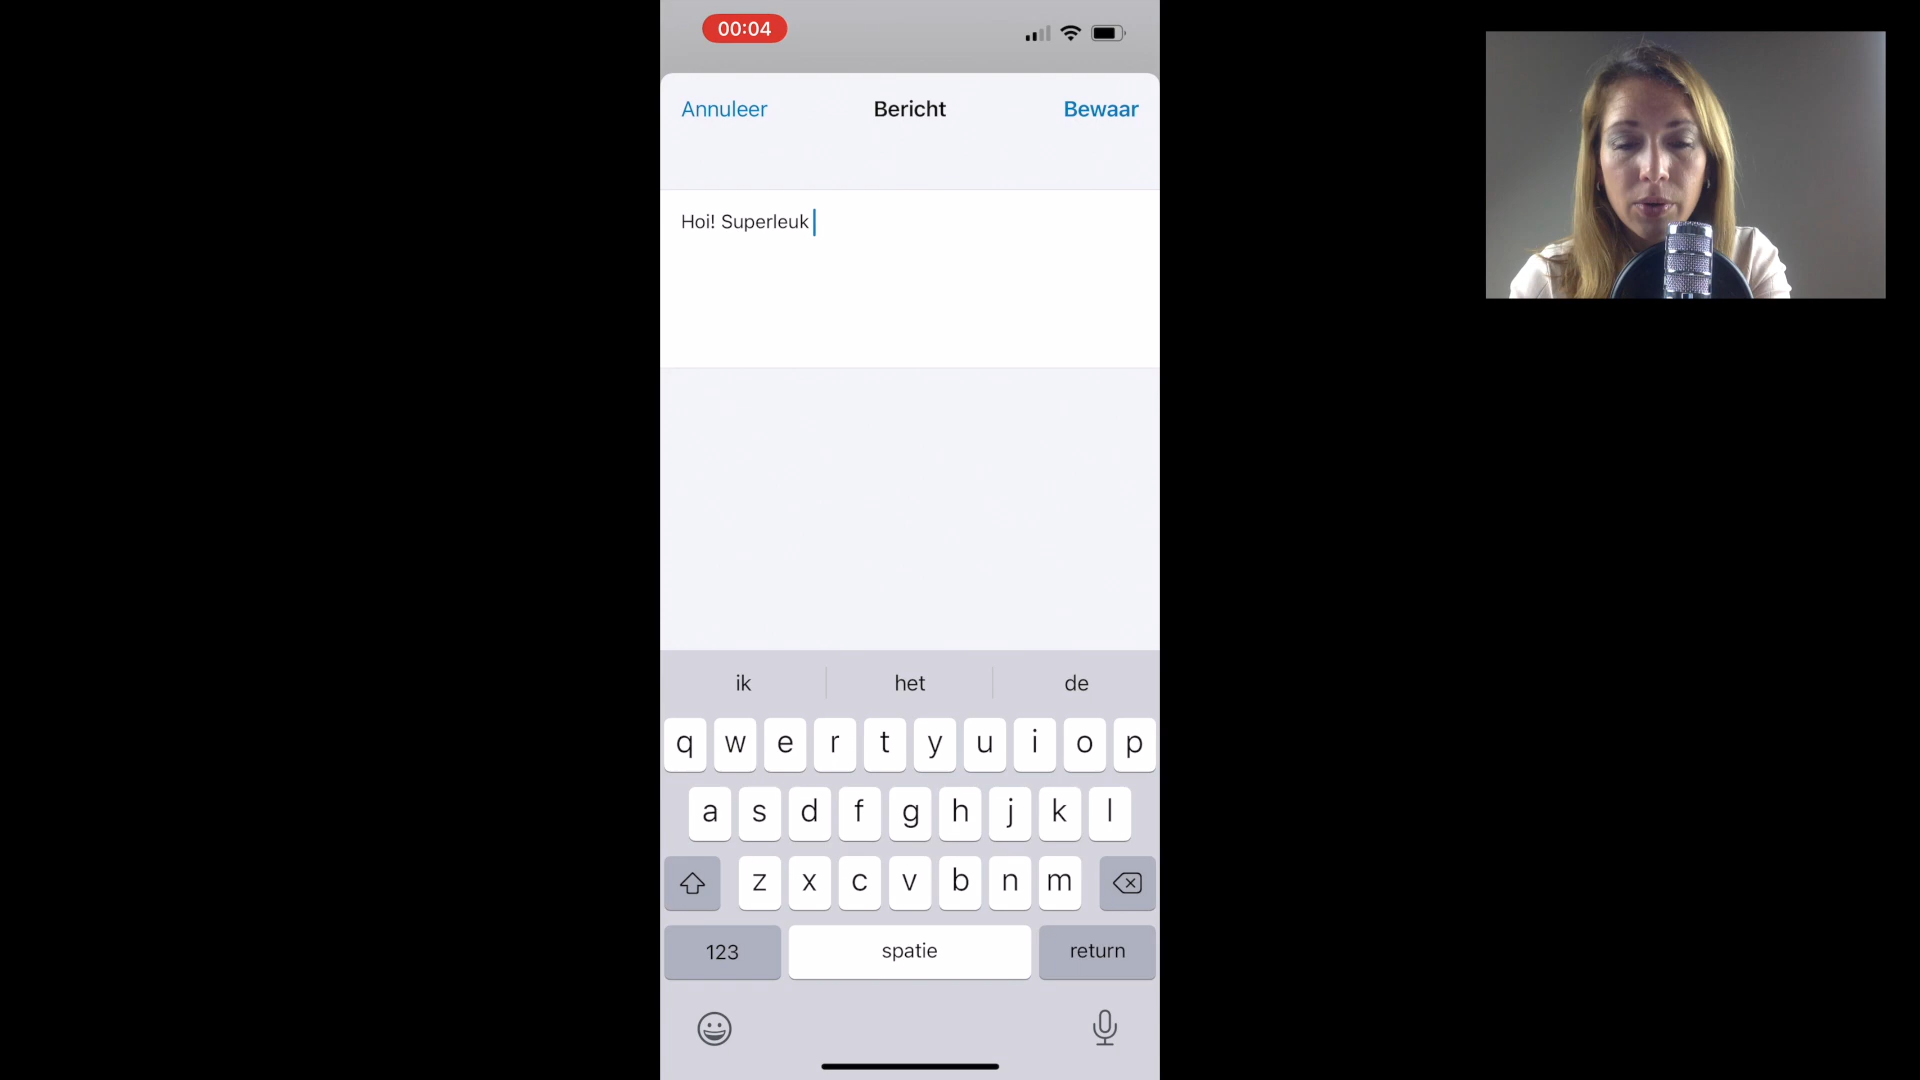 00:04
Annuleer Bericht Bewaar
Hoi! Superleuk
ik het de
q w e r t y u i o p
a s d f g h j k l
z x c v b n m
123 spatie return